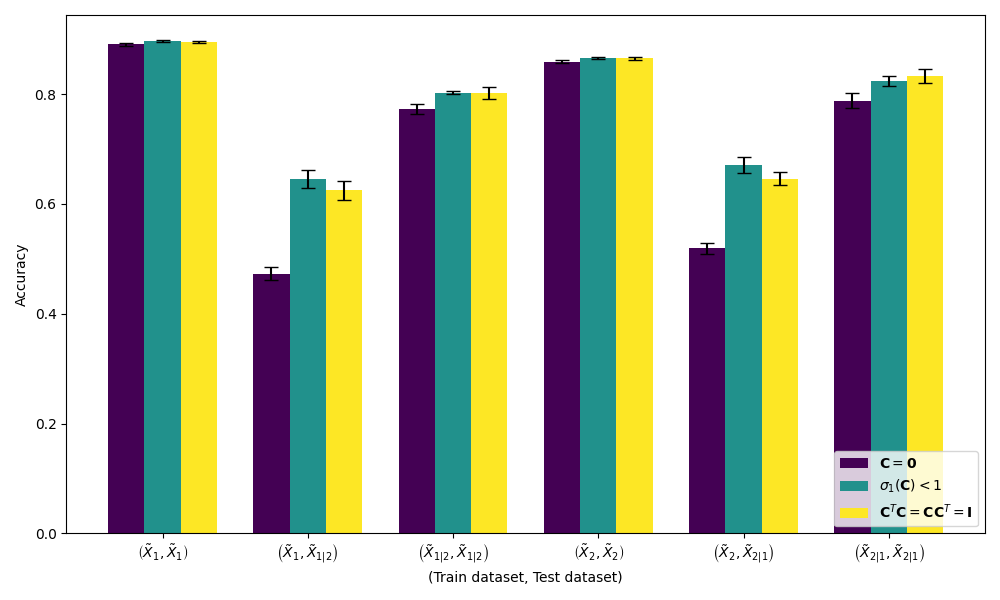 0.8
0.6
0.4
0.2
0.0
Accuracy
C = 0
σ₁(C) < 1
CᵀC = CCᵀ = I
(X̃₁, X̃₁)
(X̃₁, X̃₁|₂)
(X̃₁|₂, X̃₁|₂)
(X̃₂, X̃₂)
(X̃₂, X̃₂|₁)
(X̃₂|₁, X̃₂|₁)
(Train dataset, Test dataset)